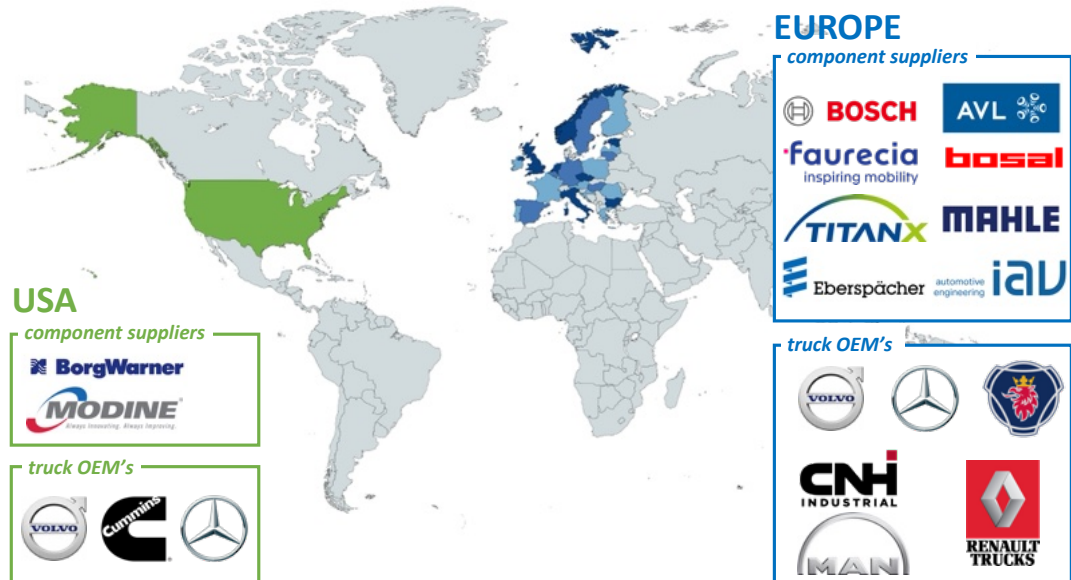 EUROPE
component suppliers
BOSCH
AVL
faurecia
inspiring mobility
bosal
TITANX
MAHLE
Eberspächer
automotive
engineering
iav
truck OEM's
VOLVO
CNH
INDUSTRIAL
MAN
RENAULT
TRUCKS
USA
component suppliers
BorgWarner
MODINE®
Always Innovating. Always Improving.
truck OEM's
VOLVO
Cummins